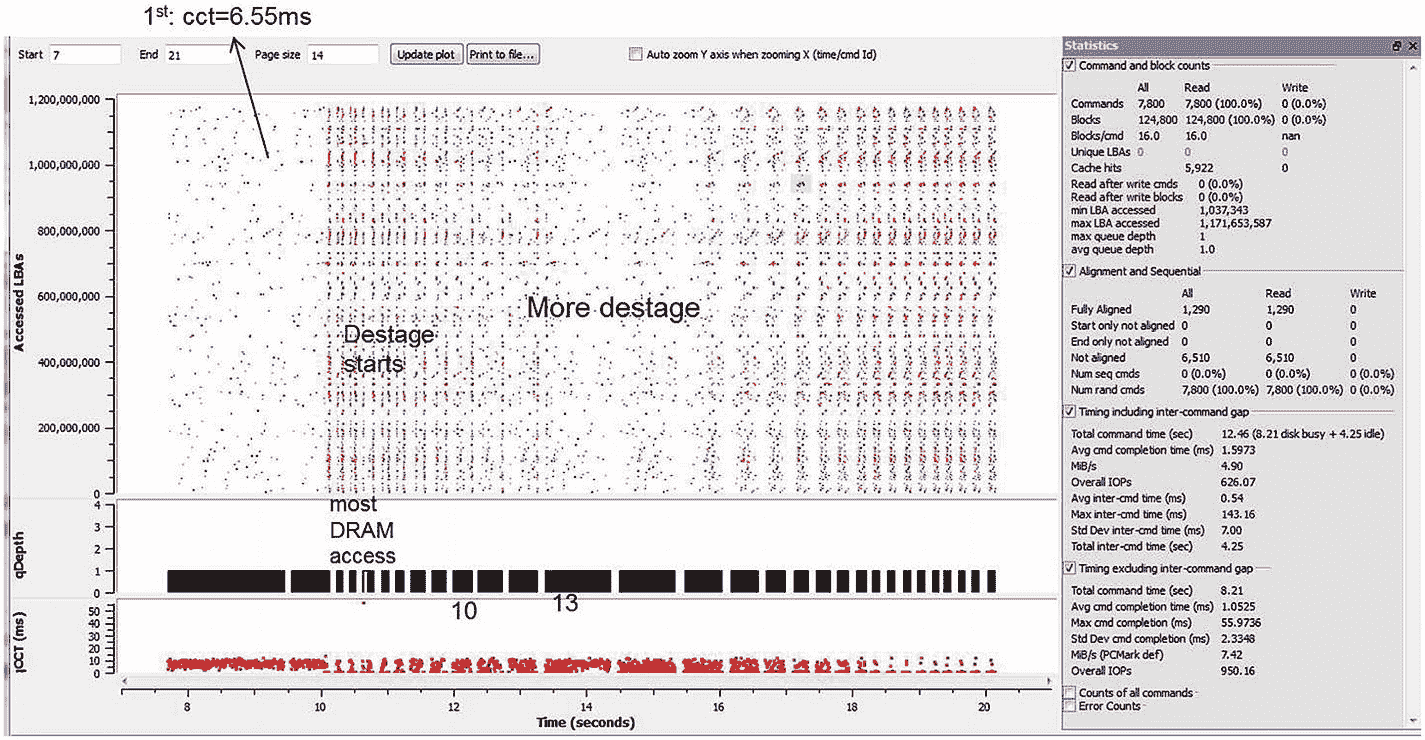 1st: cct=6.55ms
Start 7 End 21 Page size 14 Update plot Print to file... Auto zoom Y axis when zooming X (time/cmd Id)
1,200,000,000
1,000,000,000
800,000,000
600,000,000
400,000,000
200,000,000
0
Accessed LBAs
More destage
Destage
starts
most
DRAM
access
4
3
2
1
0
qDepth
10
13
50
40
30
20
10
0
CCT (ms)
8 10 12 14 16 18 20
Time (seconds)
Statistics
Command and block counts
All Read Write
Commands 7,800 7,800 (100.0%) 0 (0.0%)
Blocks 124,800 124,800 (100.0%) 0 (0.0%)
Blocks/cmd 16.0 16.0 nan
Unique LBAs 0 0 0
Cache hits 5,922 0
Read after write cmds 0 (0.0%)
Read after write blocks 0 (0.0%)
min LBA accessed 1,037,343
max LBA accessed 1,171,653,587
max queue depth 1
avg queue depth 1.0
Alignment and Sequential
All Read Write
Fully Aligned 1,290 1,290 0
Start only not aligned 0 0 0
End only not aligned 0 0 0
Not aligned 6,510 6,510 0
Num seq cmds 0 (0.0%) 0 (0.0%) 0 (0.0%)
Num rand cmds 7,800 (100.0%) 7,800 (100.0%) 0 (0.0%)
Timing including inter-command gap
Total command time (sec) 12.46 (8.21 disk busy + 4.25 idle)
Avg cmd completion time (ms) 1.5973
MiB/s 4.90
Overall IOPs 626.07
Avg inter-cmd time (ms) 0.54
Max inter-cmd time (ms) 143.16
Std Dev inter-cmd time (ms) 7.00
Total inter-cmd time (sec) 4.25
Timing excluding inter-command gap
Total command time (sec) 8.21
Avg cmd completion time (ms) 1.0525
Max cmd completion (ms) 55.9736
Std Dev cmd completion (ms) 2.3348
MiB/s (PCMark def) 7.42
Overall IOPs 950.16
Counts of all commands
Error Counts